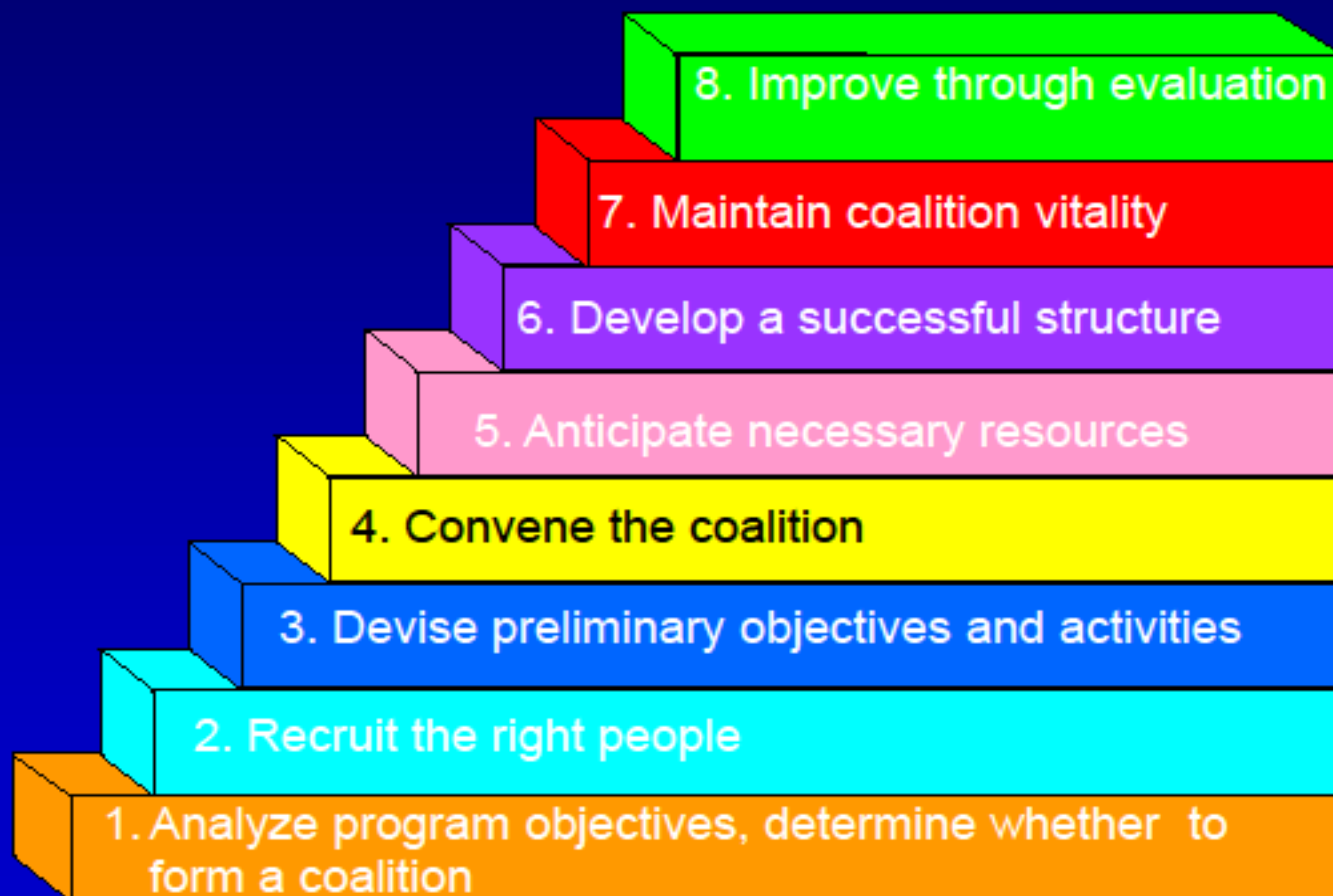 8. Improve through evaluation
7. Maintain coalition vitality
6. Develop a successful structure
5. Anticipate necessary resources
4. Convene the coalition
3. Devise preliminary objectives and activities
2. Recruit the right people
1. Analyze program objectives, determine whether to
form a coalition